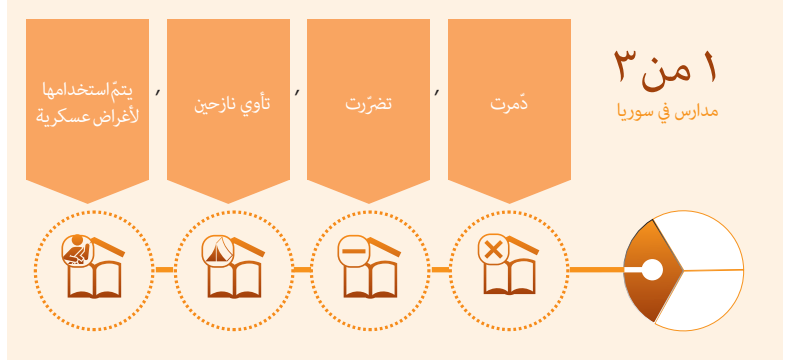 ١ من ٣
مدارس في سوريا
دّمرت
,
تضرّرت
,
تأوي نازحين
,
يتمّ استخدامها
لأغراض عسكرية